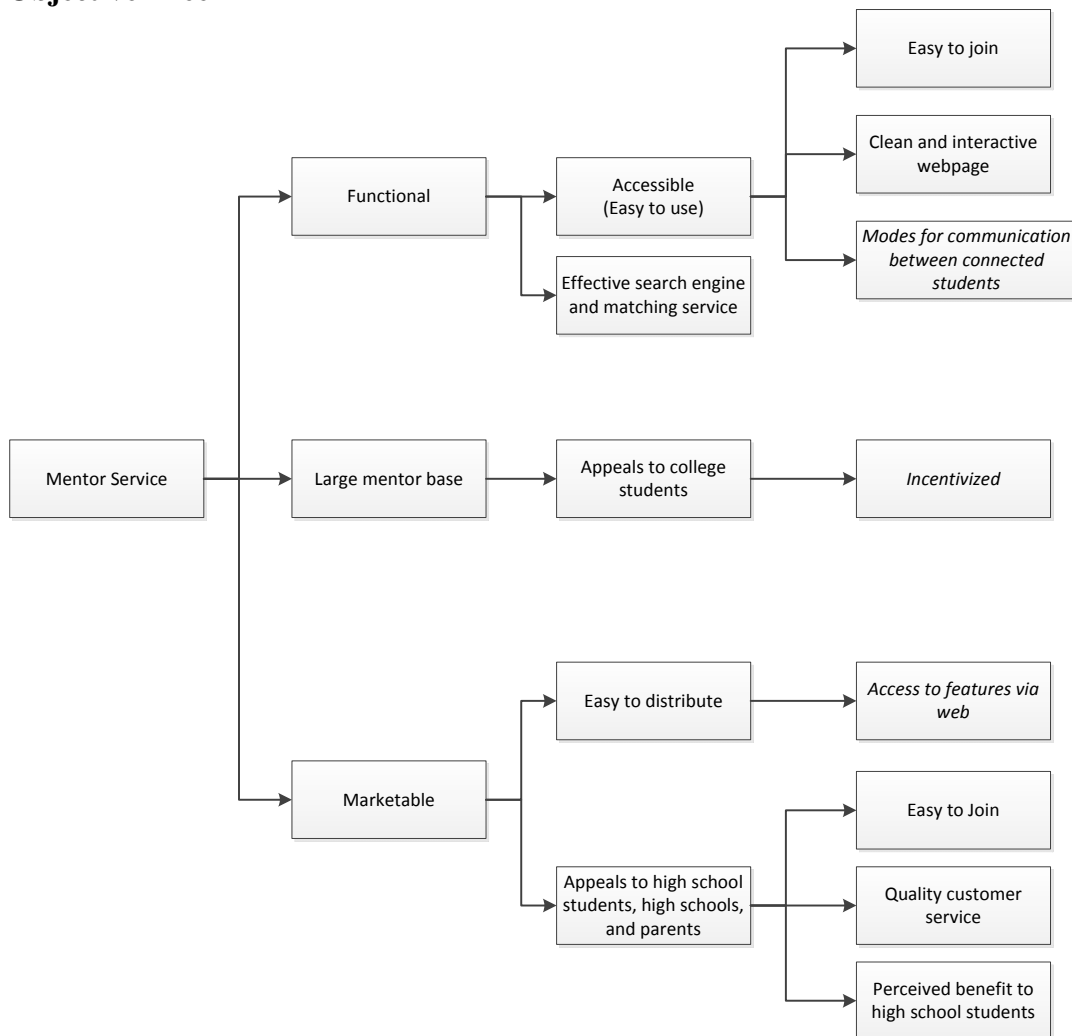 Easy to join
Clean and interactive
webpage
Functional
Accessible
(Easy to use)
Modes for communication
between connected
students
Effective search engine
and matching service
Mentor Service
Large mentor base
Appeals to college
students
Incentivized
Easy to distribute
Access to features via
web
Marketable
Easy to Join
Appeals to high school
students, high schools,
and parents
Quality customer
service
Perceived benefit to
high school students